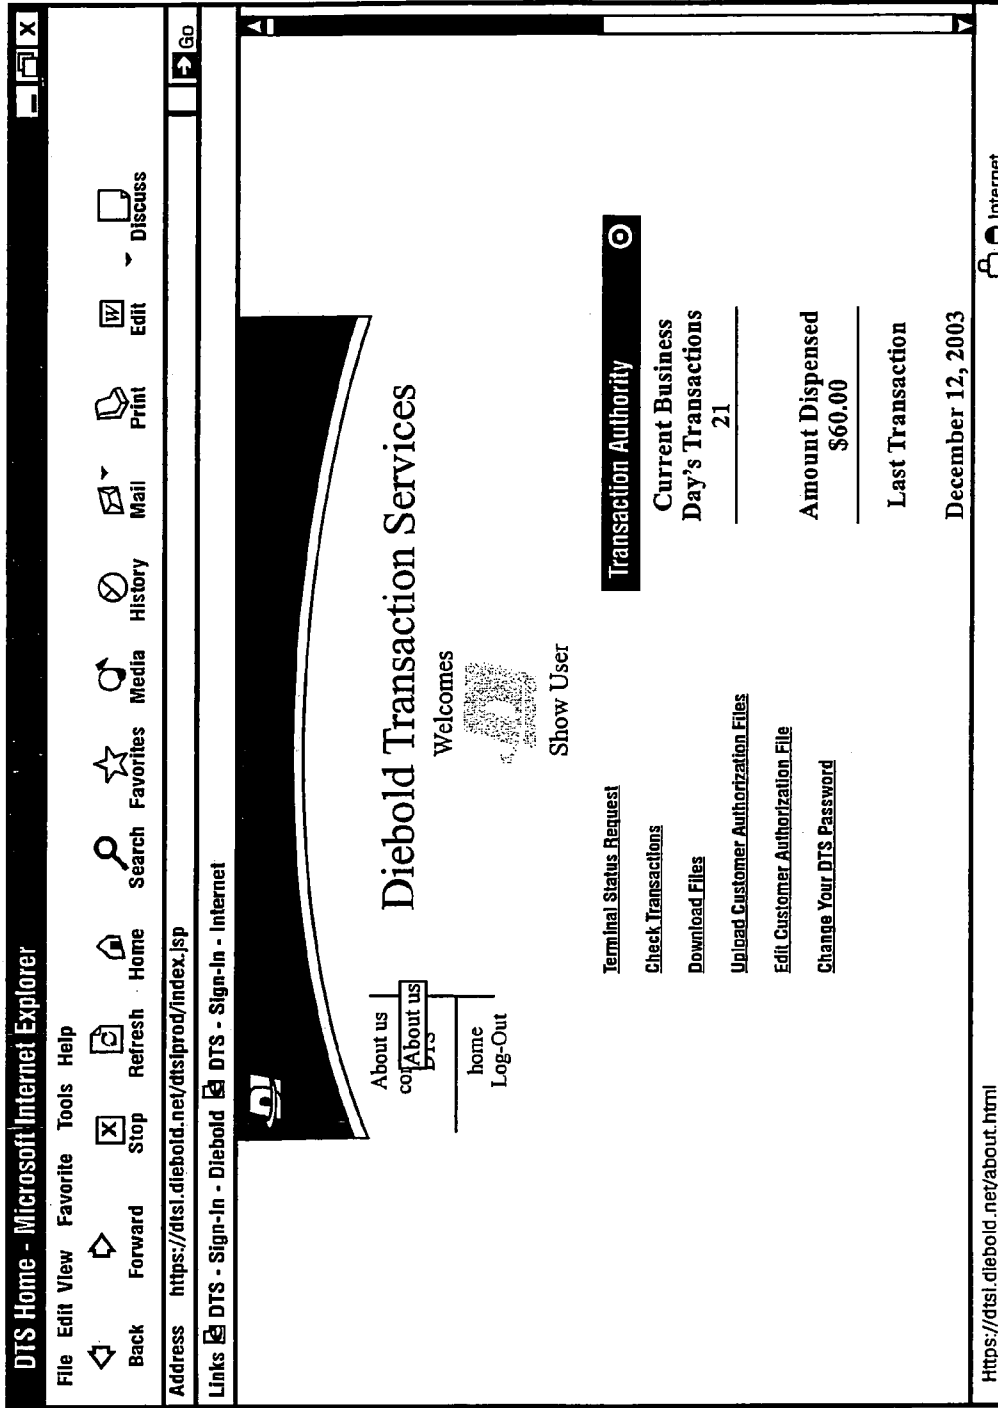 DTS Home - Microsoft Internet Explorer
File Edit View Favorite Tools Help
Back Forward Stop Refresh Home Search Favorites Media History Mail Print Edit Discuss
Address https://dtsl.diebold.net/dtsiprod/index.jsp Go
Links DTS - Sign-In - Diebold DTS - Sign-In - Internet
Diebold Transaction Services
Welcomes
Show User
About us
About us
DTS
home
Log-Out
Terminal Status Request
Check Transactions
Download Files
Upload Customer Authorization Files
Edit Customer Authorization File
Change Your DTS Password
Transaction Authority
Current Business
Day's Transactions
21
Amount Dispensed
$60.00
Last Transaction
December 12, 2003
Https://dtsl.diebold.net/about.html Internet